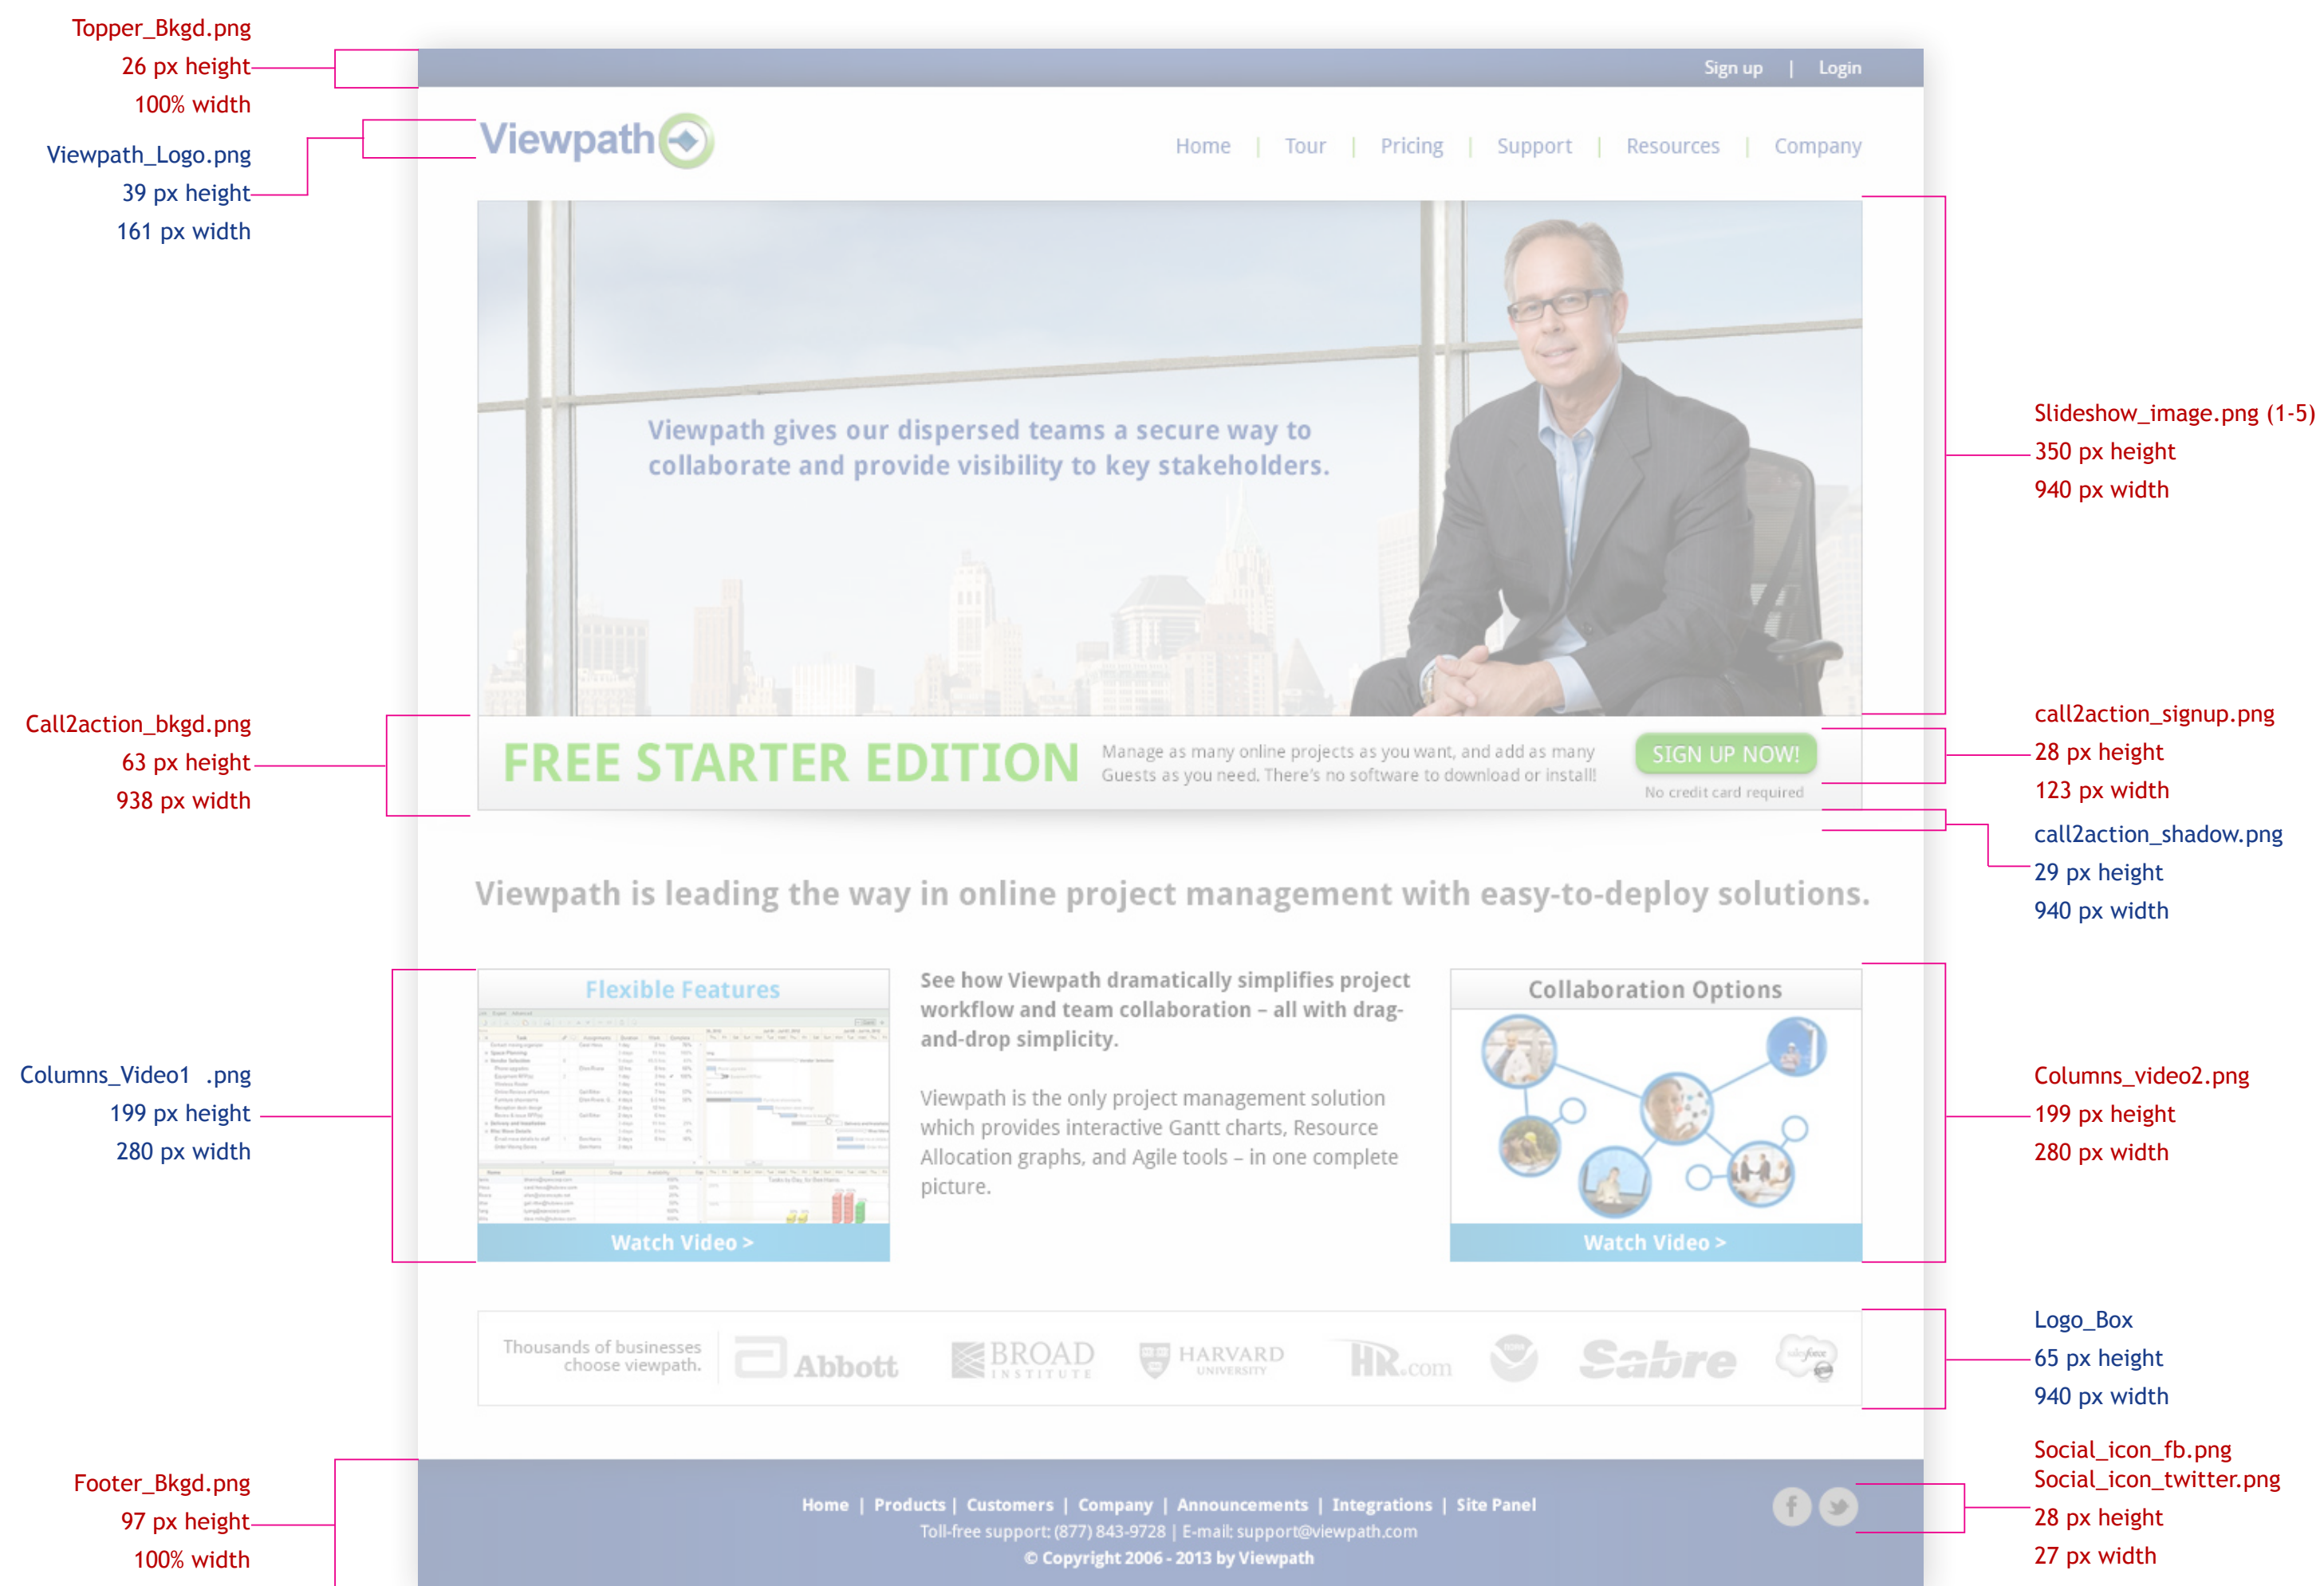 Topper_Bkgd.png
26 px height
100% width
Viewpath_Logo.png
39 px height
161 px width
Sign up | Login
Viewpath
Home | Tour | Pricing | Support | Resources | Company
Viewpath gives our dispersed teams a secure way to
collaborate and provide visibility to key stakeholders.
Slideshow_image.png (1-5)
350 px height
940 px width
Call2action_bkgd.png
63 px height
938 px width
FREE STARTER EDITION
Manage as many online projects as you want, and add as many
Guests as you need. There's no software to download or install!
SIGN UP NOW!
No credit card required
call2action_signup.png
28 px height
123 px width
call2action_shadow.png
29 px height
940 px width
Viewpath is leading the way in online project management with easy-to-deploy solutions.
Columns_Video1 .png
199 px height
280 px width
Flexible Features
Watch Video >
See how Viewpath dramatically simplifies project
workflow and team collaboration – all with drag-
and-drop simplicity.
Viewpath is the only project management solution
which provides interactive Gantt charts, Resource
Allocation graphs, and Agile tools – in one complete
picture.
Collaboration Options
Watch Video >
Columns_video2.png
199 px height
280 px width
Thousands of businesses
choose viewpath.
Abbott
BROAD
INSTITUTE
HARVARD
UNIVERSITY
HR.com
Sabre
salesforce
Logo_Box
65 px height
940 px width
Footer_Bkgd.png
97 px height
100% width
Home | Products | Customers | Company | Announcements | Integrations | Site Panel
Toll-free support: (877) 843-9728 | E-mail: support@viewpath.com
© Copyright 2006 - 2013 by Viewpath
Social_icon_fb.png
Social_icon_twitter.png
28 px height
27 px width